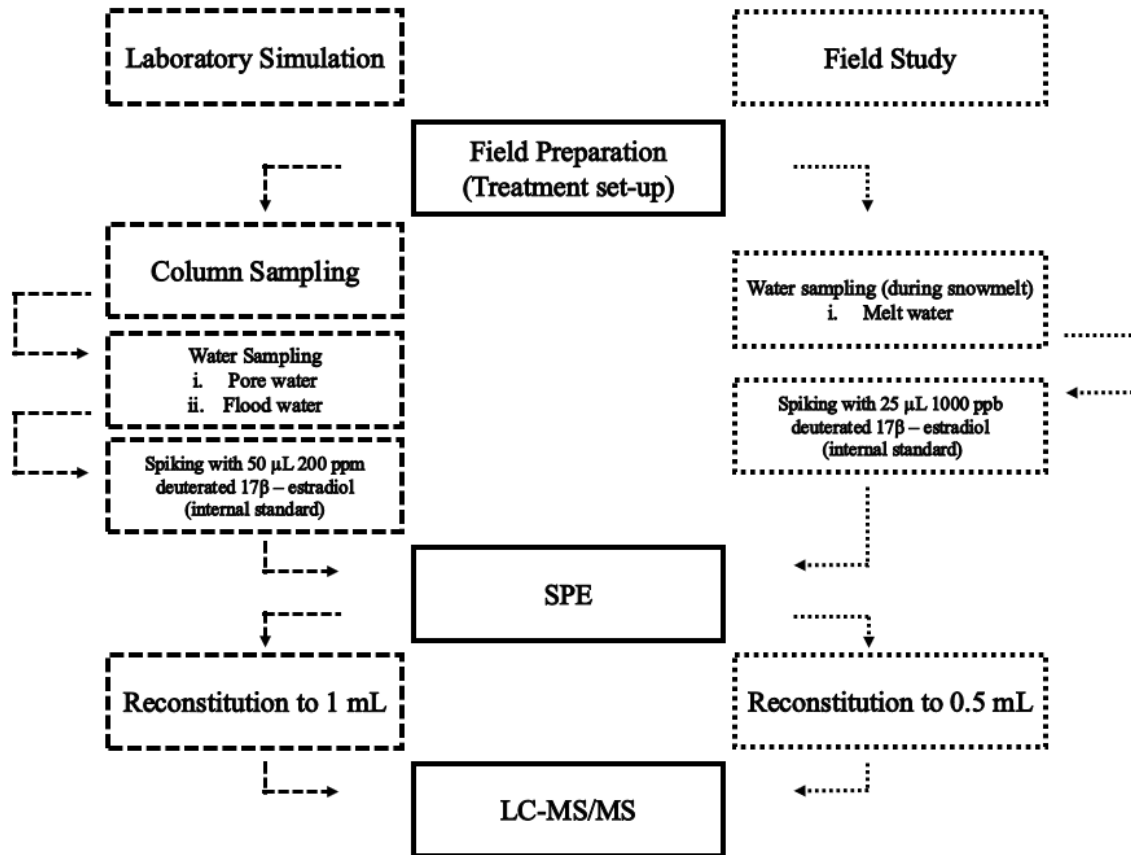 Laboratory Simulation
Field Study
Field Preparation
(Treatment set-up)
Column Sampling
Water sampling (during snowmelt)
i. Melt water
Water Sampling
i. Pore water
ii. Flood water
Spiking with 25 µL 1000 ppb
deuterated 17β – estradiol
(internal standard)
Spiking with 50 µL 200 ppm
deuterated 17β – estradiol
(internal standard)
SPE
Reconstitution to 1 mL
Reconstitution to 0.5 mL
LC-MS/MS